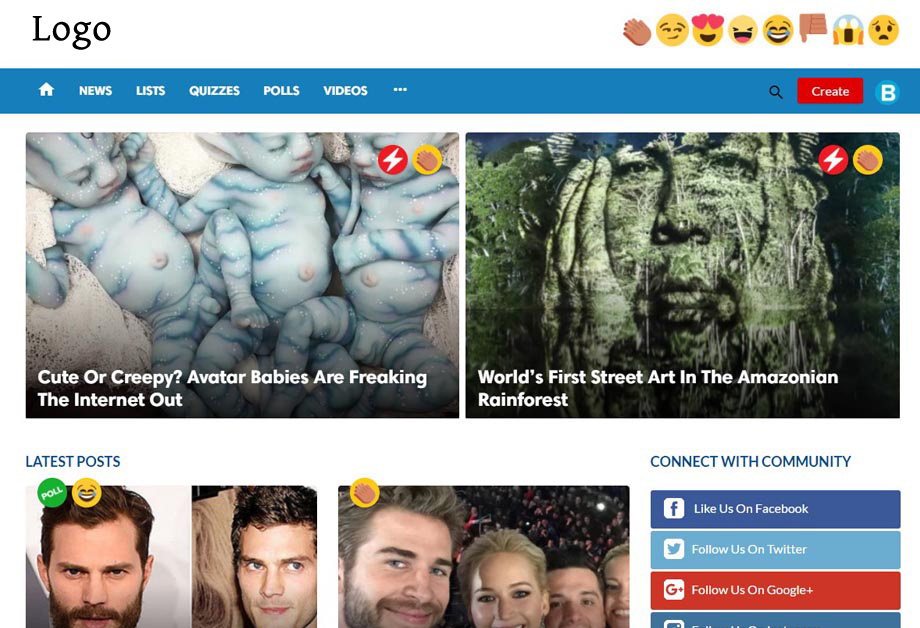 Logo
NEWS LISTS QUIZZES POLLS VIDEOS ••• Create B
Cute Or Creepy? Avatar Babies Are Freaking
The Internet Out
World's First Street Art In The Amazonian
Rainforest
LATEST POSTS
CONNECT WITH COMMUNITY
POLL
f Like Us On Facebook
Follow Us On Twitter
G+ Follow Us On Google+